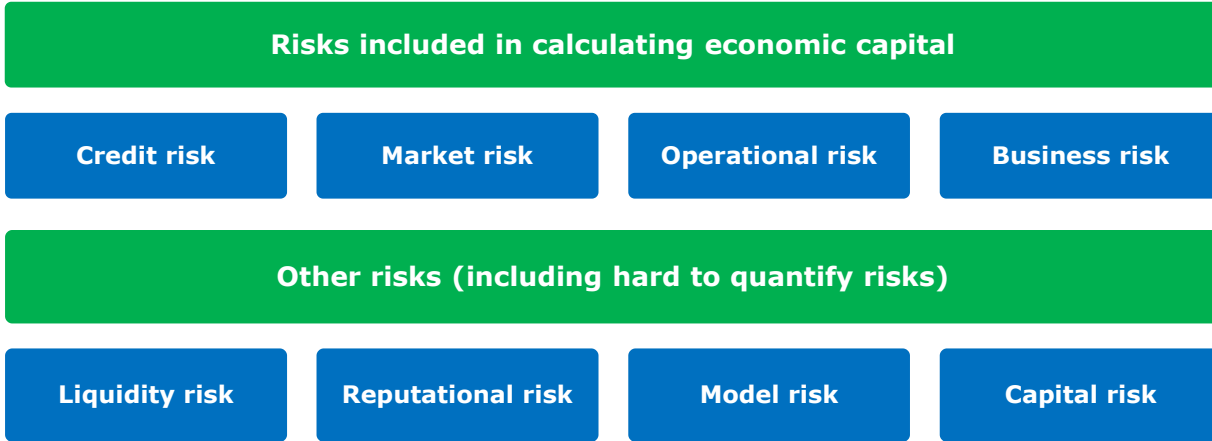 Risks included in calculating economic capital
Credit risk
Market risk
Operational risk
Business risk
Other risks (including hard to quantify risks)
Liquidity risk
Reputational risk
Model risk
Capital risk